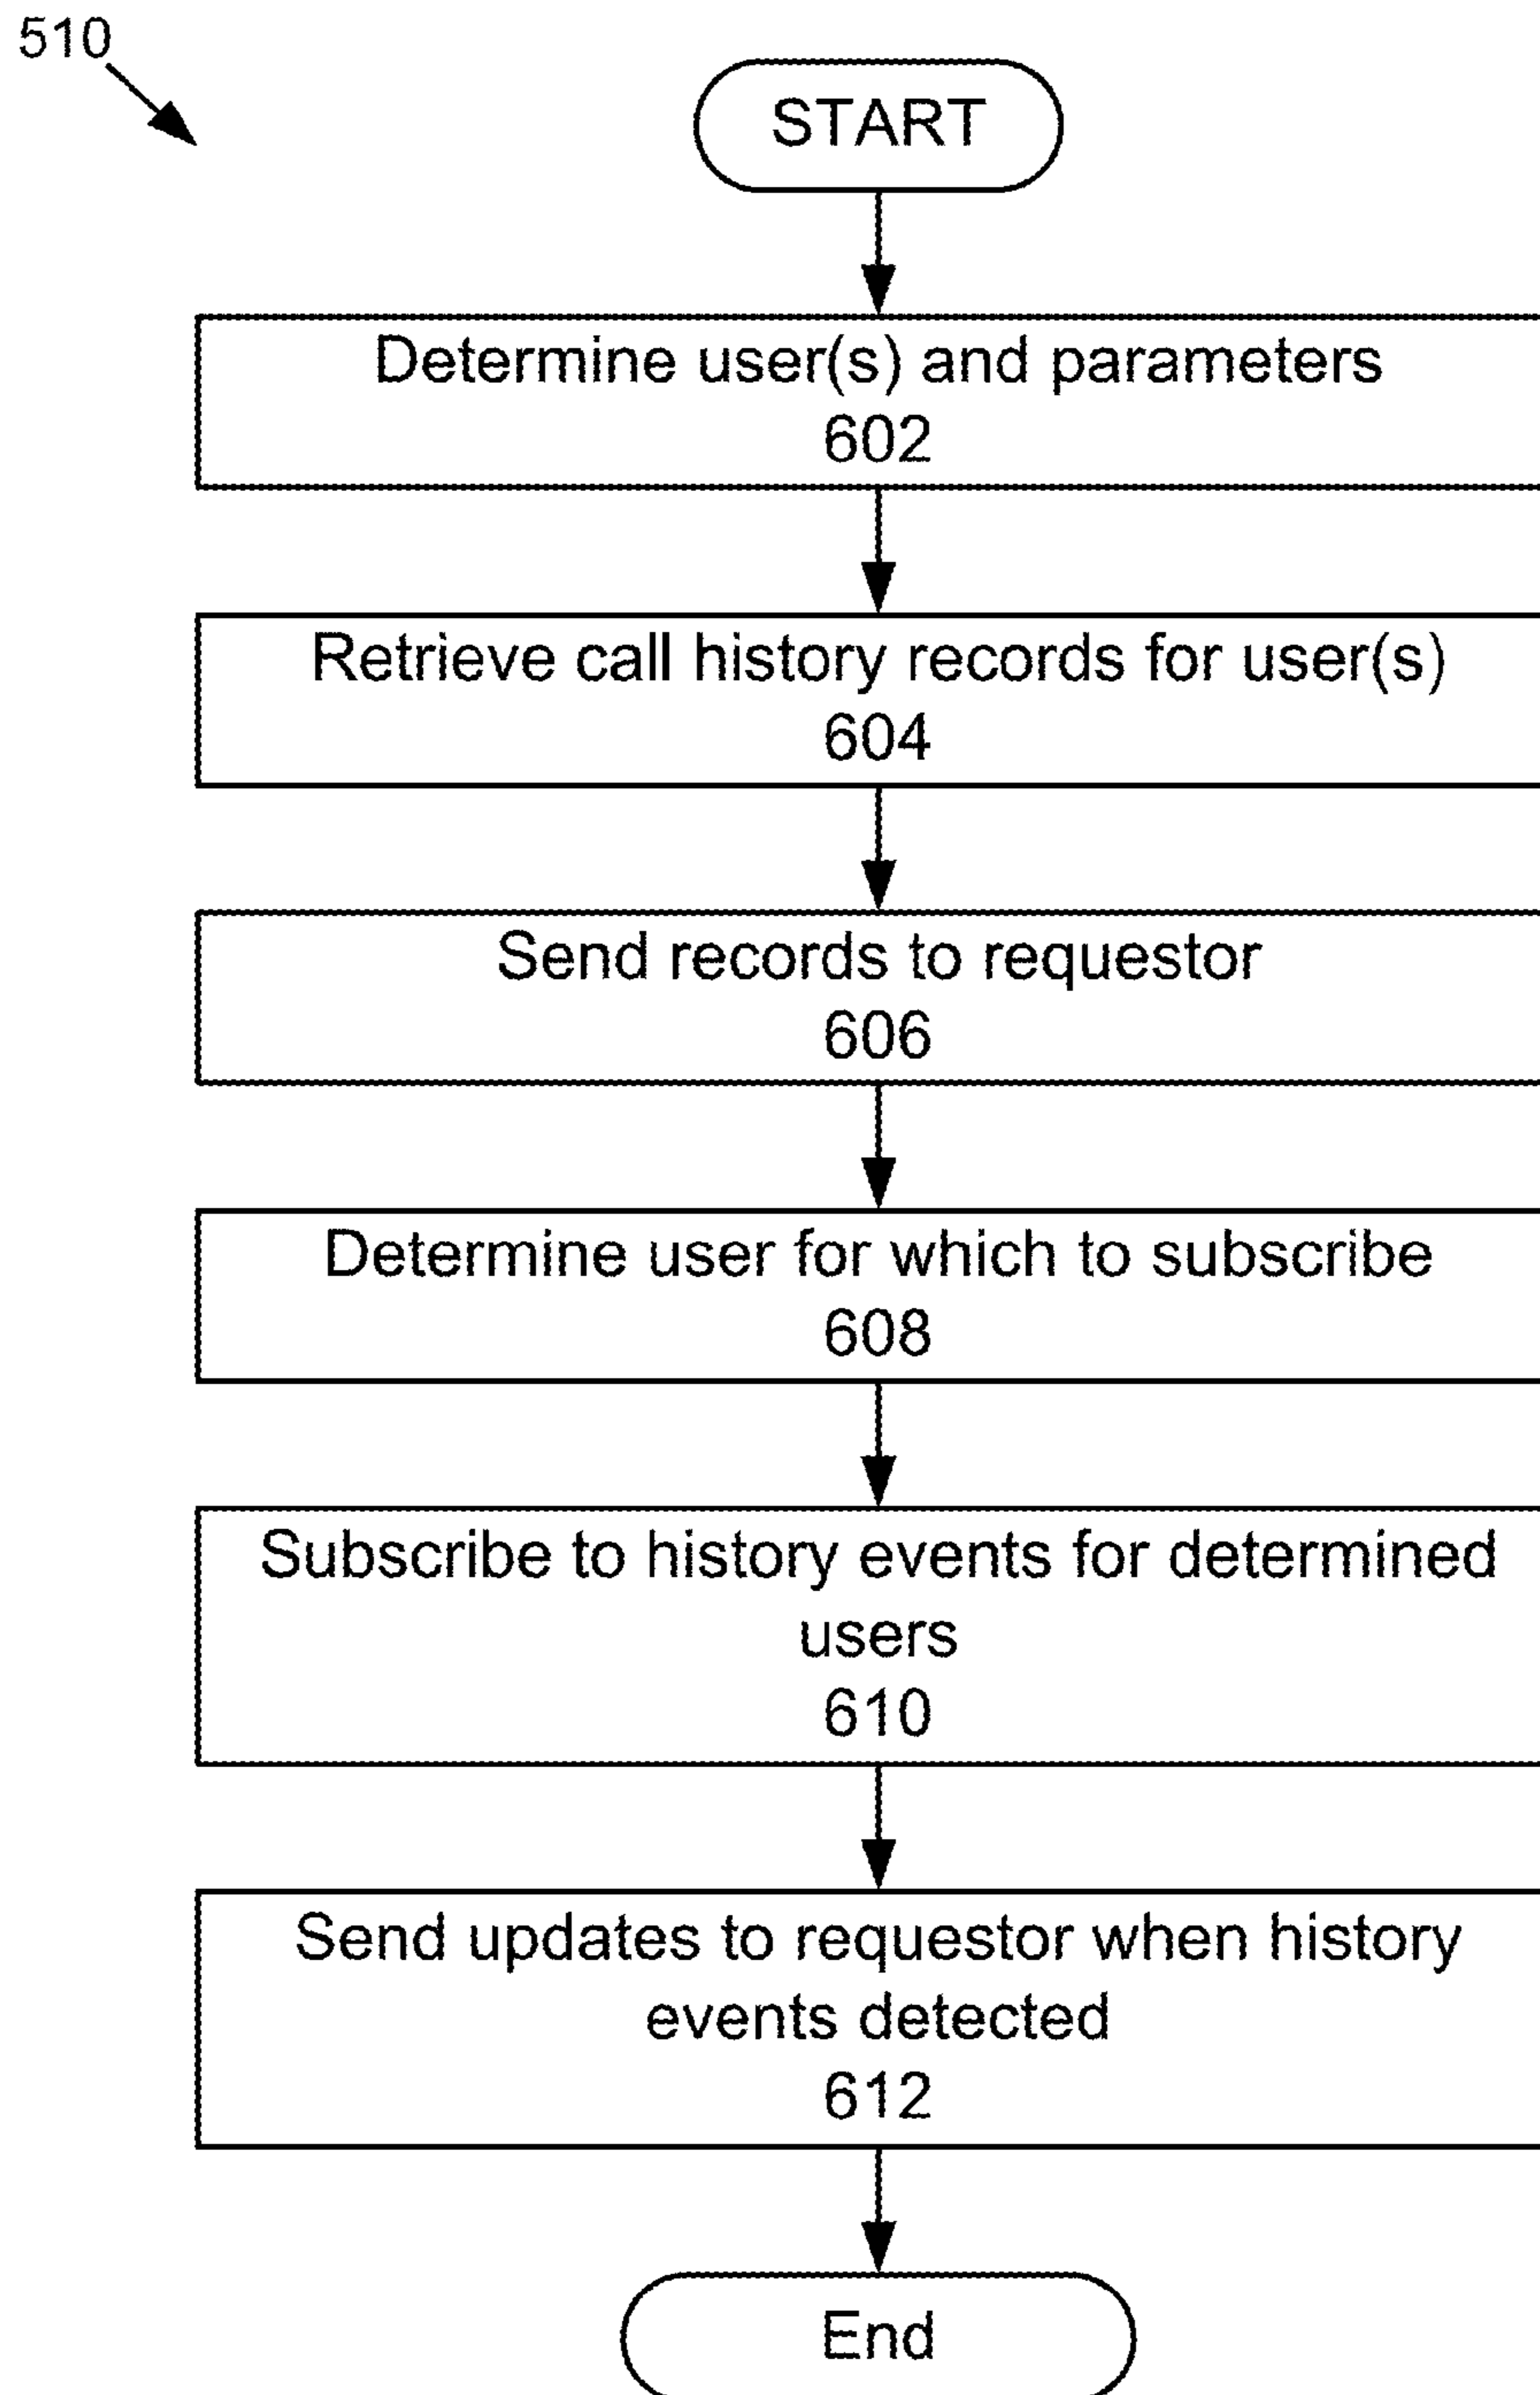 510
START
Determine user(s) and parameters
602
Retrieve call history records for user(s)
604
Send records to requestor
606
Determine user for which to subscribe
608
Subscribe to history events for determined
users
610
Send updates to requestor when history
events detected
612
End